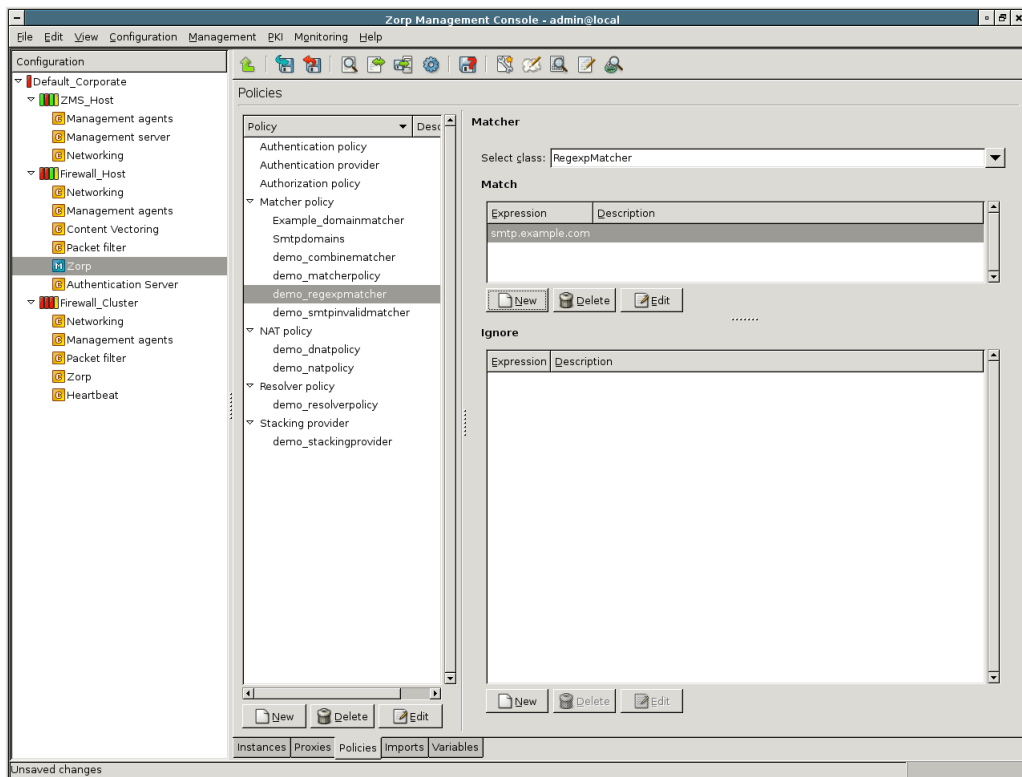 Zorp Management Console - admin@local
File Edit View Configuration Management PKI Monitoring Help
Configuration
Default_Corporate
ZMS_Host
Management agents
Management server
Networking
Firewall_Host
Networking
Management agents
Content Vectoring
Packet filter
Zorp
Authentication Server
Firewall_Cluster
Networking
Management agents
Packet filter
Zorp
Heartbeat
Policies
Policy Desc
Authentication policy
Authentication provider
Authorization policy
Matcher policy
Example_domainmatcher
Smtpdomains
demo_combinematcher
demo_matcherpolicy
demo_regexpmatcher
demo_smtpinvalidmatcher
NAT policy
demo_dnatpolicy
demo_natpolicy
Resolver policy
demo_resolverpolicy
Stacking provider
demo_stackingprovider
New Delete Edit
Matcher
Select class: RegexpMatcher
Match
Expression Description
smtp.example.com
New Delete Edit
Ignore
Expression Description
New Delete Edit
Instances Proxies Policies Imports Variables
Unsaved changes